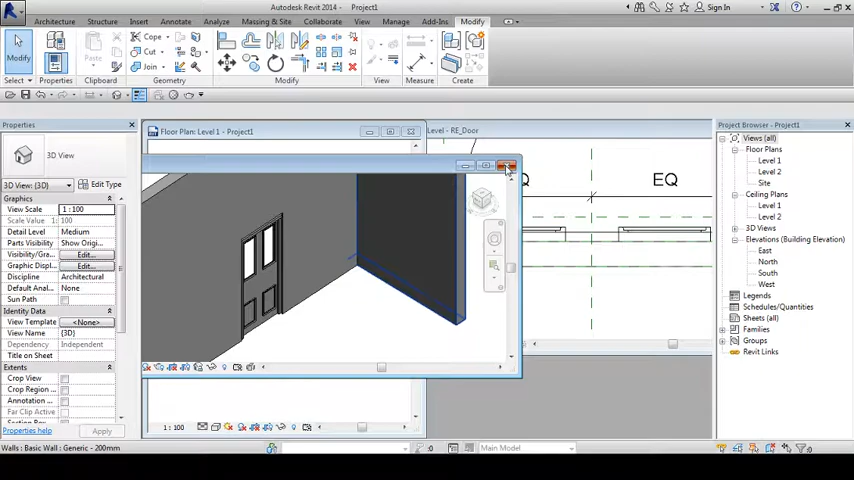 Autodesk Revit 2014 - Project1
Sign In
Architecture Structure Insert Annotate Analyze Massing & Site Collaborate View Manage Add-Ins Modify
Modify
Properties
Paste
Cope
Cut
Join
Select Properties Clipboard Geometry Modify View Measure Create
Properties
3D View
3D View: {3D} Edit Type
Graphics
View Scale 1 : 100
Scale Value 1: 100
Detail Level Medium
Parts Visibility Show Origi...
Visibility/Gra... Edit...
Graphic Displ... Edit...
Discipline Architectural
Default Anal... None
Sun Path
Identity Data
View Template <None>
View Name {3D}
Dependency Independent
Title on Sheet
Extents
Crop View
Crop Region ...
Annotation ...
Far Clip Active
Properties help Apply
Floor Plan: Level 1 - Project1
Level - RE_Door
EQ
1 : 100
Project Browser - Project1
Views (all)
Floor Plans
Level 1
Level 2
Site
Ceiling Plans
Level 1
Level 2
3D Views
Elevations (Building Elevation)
East
North
South
West
Legends
Schedules/Quantities
Sheets (all)
Families
Groups
Revit Links
Walls : Basic Wall : Generic - 200mm
:0
Main Model
:0